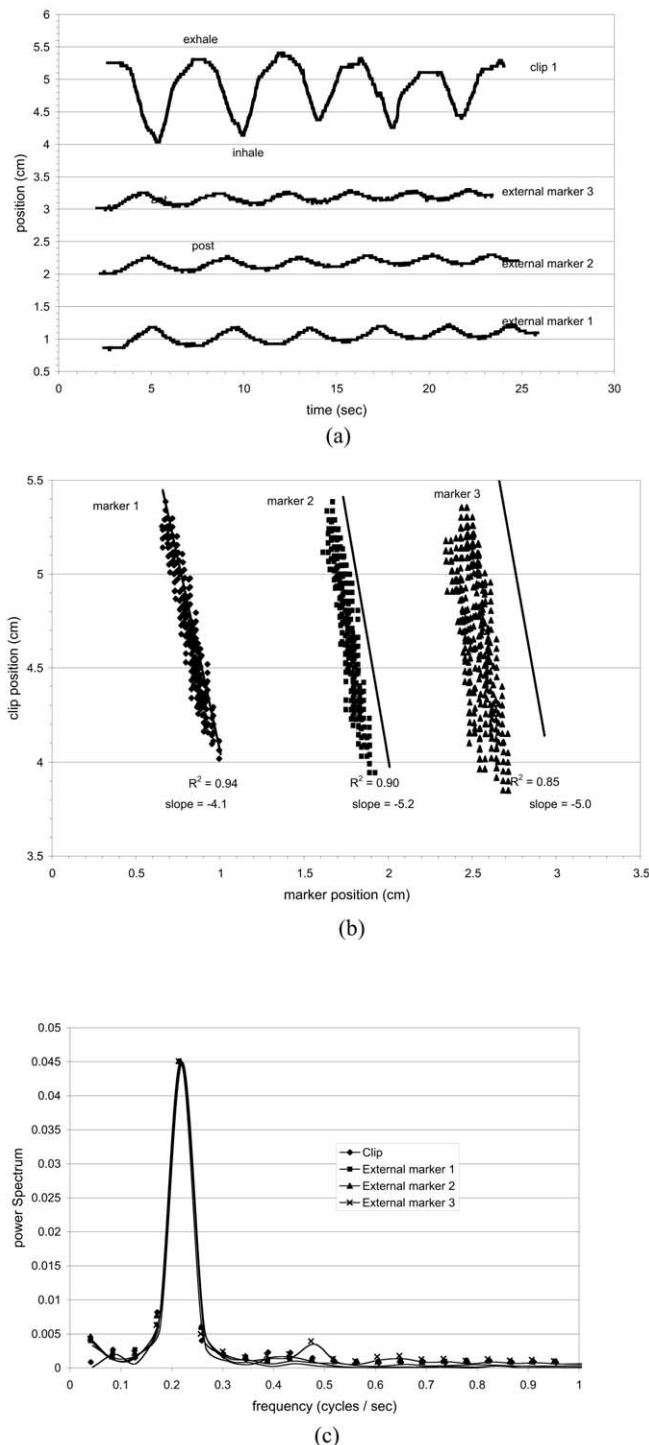 6
5.5
5
4.5
4
3.5
3
2.5
2
1.5
1
0.5
position (cm)
exhale
clip 1
inhale
external marker 3
post
external marker 2
external marker 1
0 5 10 15 20 25 30
time (sec)
(a)
5.5
5
4.5
4
3.5
clip position (cm)
marker 1
marker 2
marker 3
R² = 0.94
slope = -4.1
R² = 0.90
slope = -5.2
R² = 0.85
slope = -5.0
0 0.5 1 1.5 2 2.5 3 3.5
marker position (cm)
(b)
0.05
0.045
0.04
0.035
0.03
0.025
0.02
0.015
0.01
0.005
0
power Spectrum
Clip
External marker 1
External marker 2
External marker 3
0 0.1 0.2 0.3 0.4 0.5 0.6 0.7 0.8 0.9 1
frequency (cycles / sec)
(c)